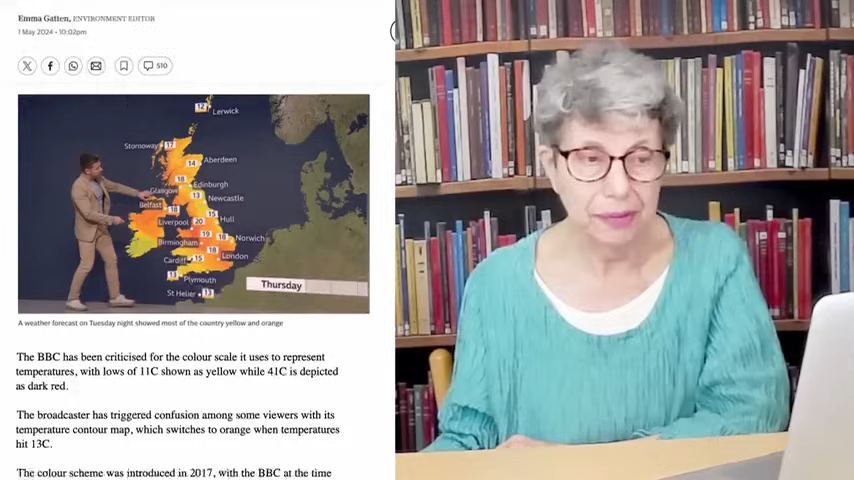 Emma Gatten, ENVIRONMENT EDITOR
1 May 2024 • 10:02pm
510
12
Lerwick
Stornoway 17
14 Aberdeen
18
Glasgow Edinburgh
13 Newcastle
Belfast 18
15 Hull
Liverpool 20
19 18 Norwich
Birmingham
18
London
Cardiff 15
13 Plymouth
St Helier 13
Thursday
A weather forecast on Tuesday night showed most of the country yellow and orange
The BBC has been criticised for the colour scale it uses to represent
temperatures, with lows of 11C shown as yellow while 41C is depicted
as dark red.
The broadcaster has triggered confusion among some viewers with its
temperature contour map, which switches to orange when temperatures
hit 13C.
The colour scheme was introduced in 2017, with the BBC at the time